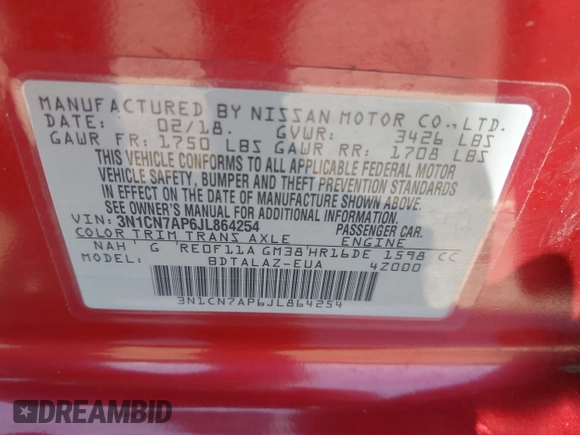 MANUFACTURED BY NISSAN MOTOR CO.,LTD.
DATE: 02/18. GVWR: 3426 LBS
GAWR FR: 1750 LBS GAWR RR: 1708 LBS
THIS VEHICLE CONFORMS TO ALL APPLICABLE FEDERAL MOTOR
VEHICLE SAFETY, BUMPER AND THEFT PREVENTION STANDARDS
IN EFFECT ON THE DATE OF MANUFACTURE SHOWN ABOVE.
SEE OWNER'S MANUAL FOR ADDITIONAL INFORMATION.
VIN: 3N1CN7AP6JL864254 PASSENGER CAR.
COLOR TRIM TRANS AXLE ENGINE
NAH ' G 'RE0F11A GM38'HR16DE 1598 CC
MODEL: BDTALAZ-EUA 4Z000
3N1CN7AP6JL864254
DREAMBID